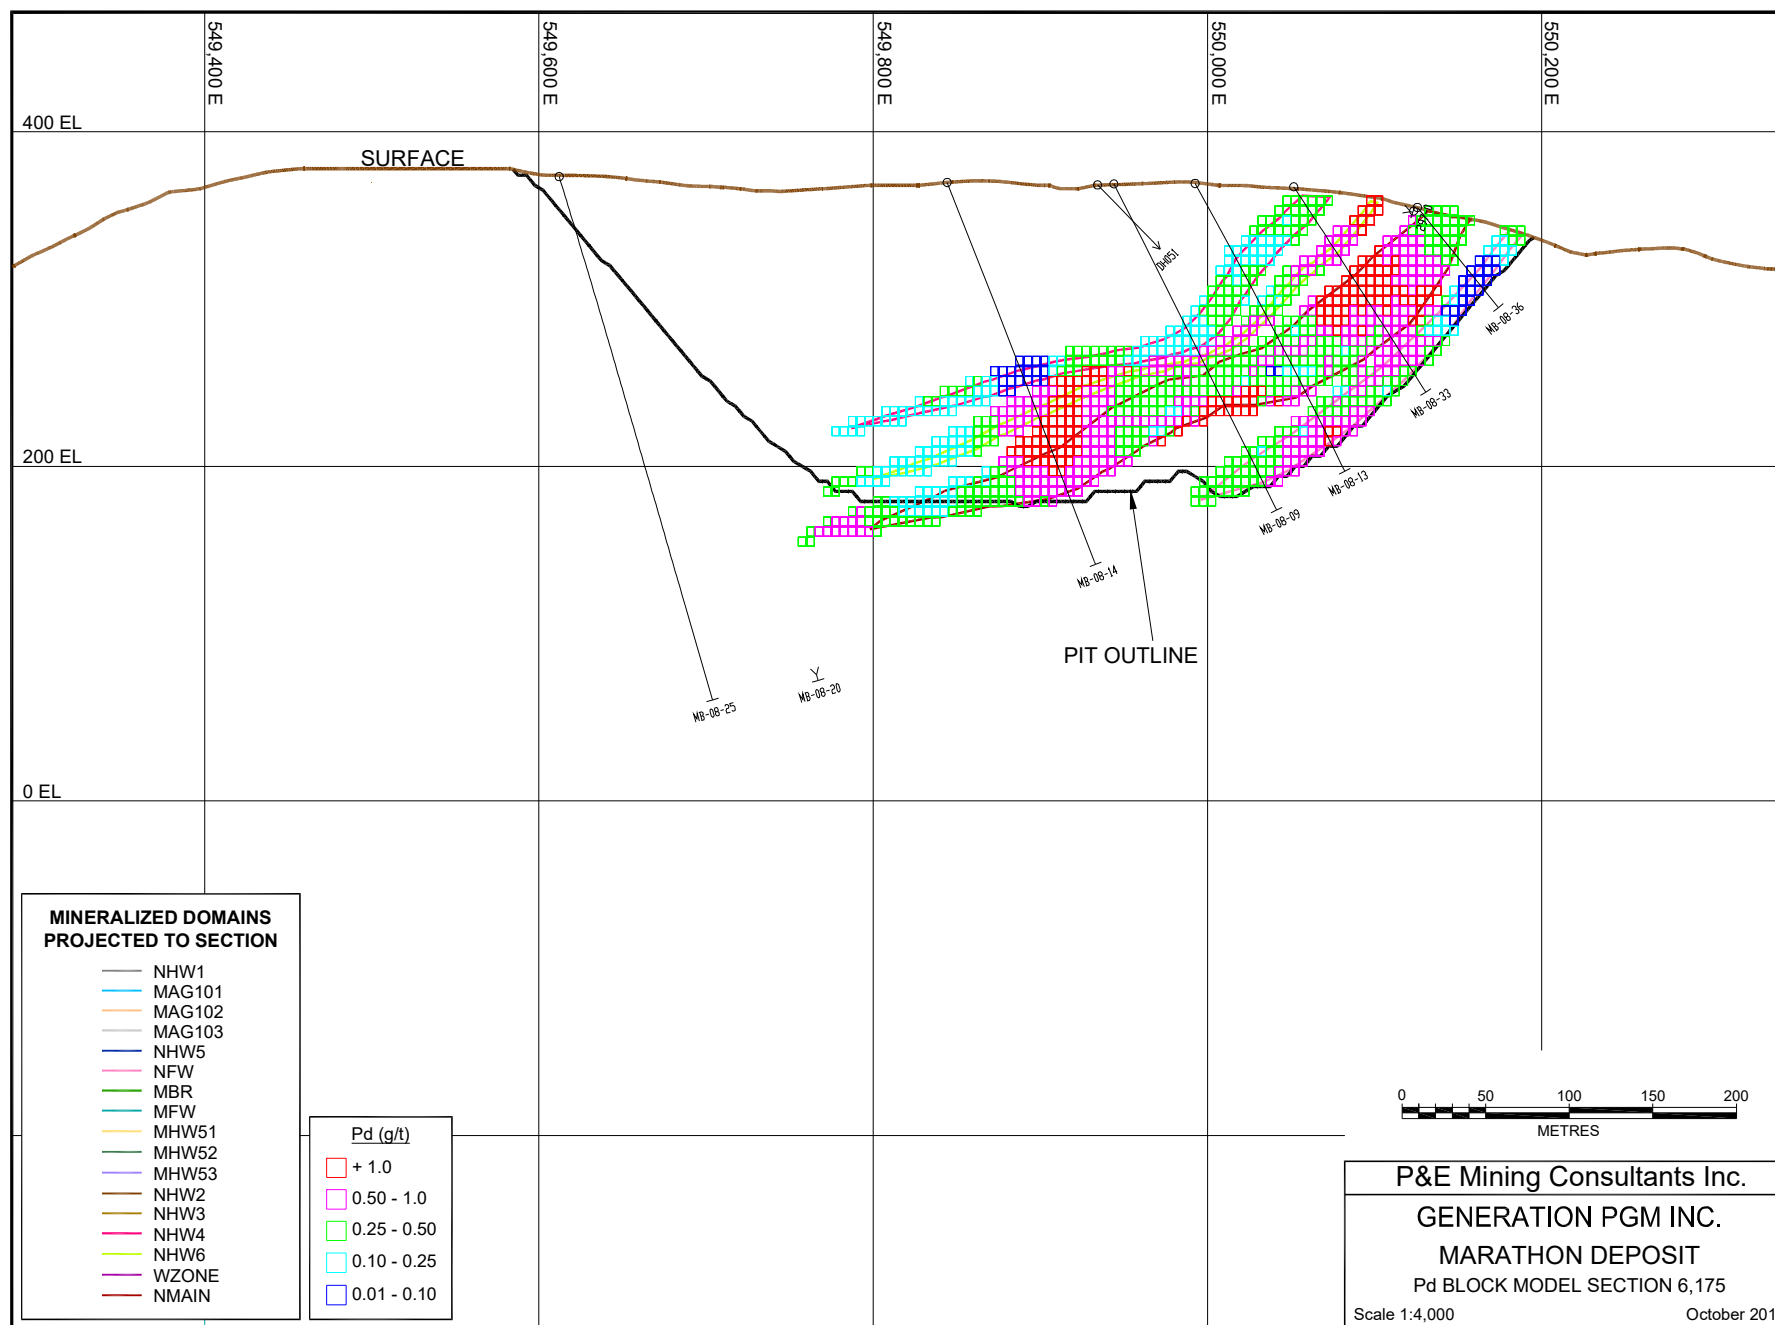 549,400 E
549,600 E
549,800 E
550,000 E
550,200 E
400 EL
SURFACE
DH051
MB-08-36
MB-08-33
200 EL
MB-08-13
MB-08-09
MB-08-14
PIT OUTLINE
MB-08-20
MB-08-25
0 EL
MINERALIZED DOMAINS
PROJECTED TO SECTION
NHW1
MAG101
MAG102
MAG103
NHW5
NFW
MBR
MFW
MHW51
MHW52
MHW53
NHW2
NHW3
NHW4
NHW6
WZONE
NMAIN
Pd (g/t)
+ 1.0
0.50 - 1.0
0.25 - 0.50
0.10 - 0.25
0.01 - 0.10
0 50 100 150 200
METRES
P&E Mining Consultants Inc.
GENERATION PGM INC.
MARATHON DEPOSIT
Pd BLOCK MODEL SECTION 6,175
Scale 1:4,000 October 201